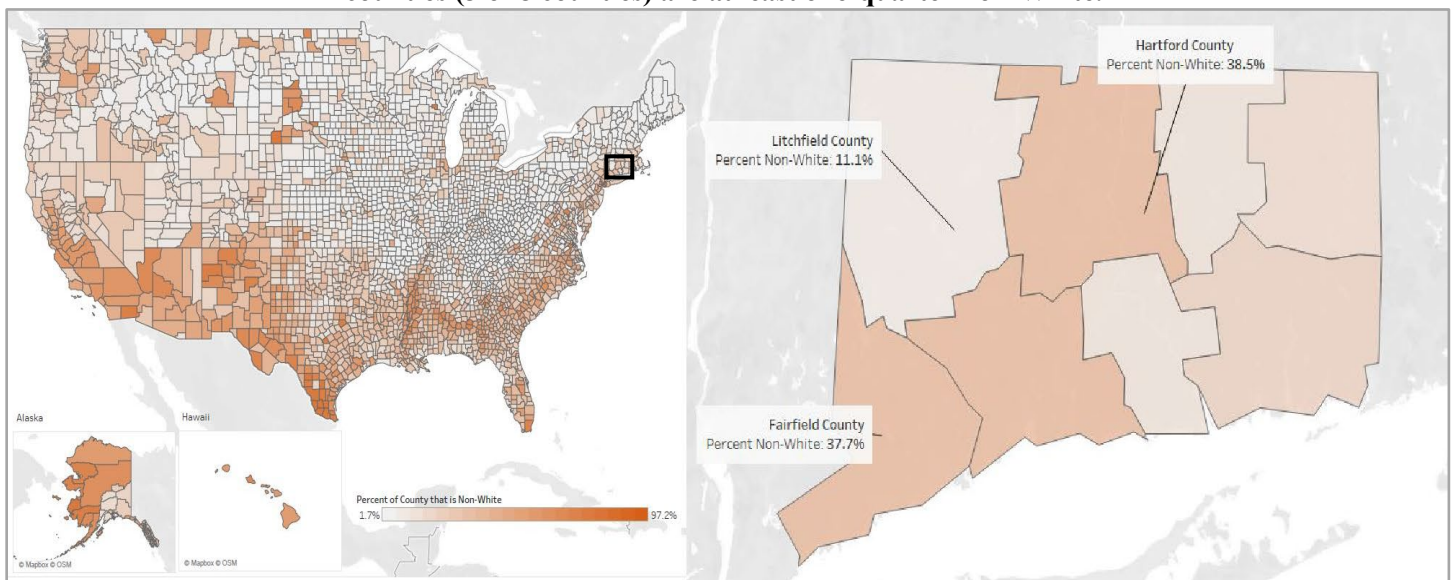 Hartford County
Percent Non-White: 38.5%
Litchfield County
Percent Non-White: 11.1%
Fairfield County
Percent Non-White: 37.7%
Alaska
Hawaii
Percent of County that is Non-White
1.7%
97.2%
© Mapbox © OSM
© Mapbox © OSM